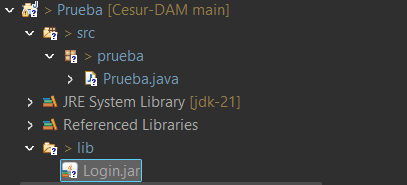 > Prueba [Cesur-DAM main]
> src
> prueba
Prueba.java
JRE System Library [jdk-21]
Referenced Libraries
> lib
Login.jar